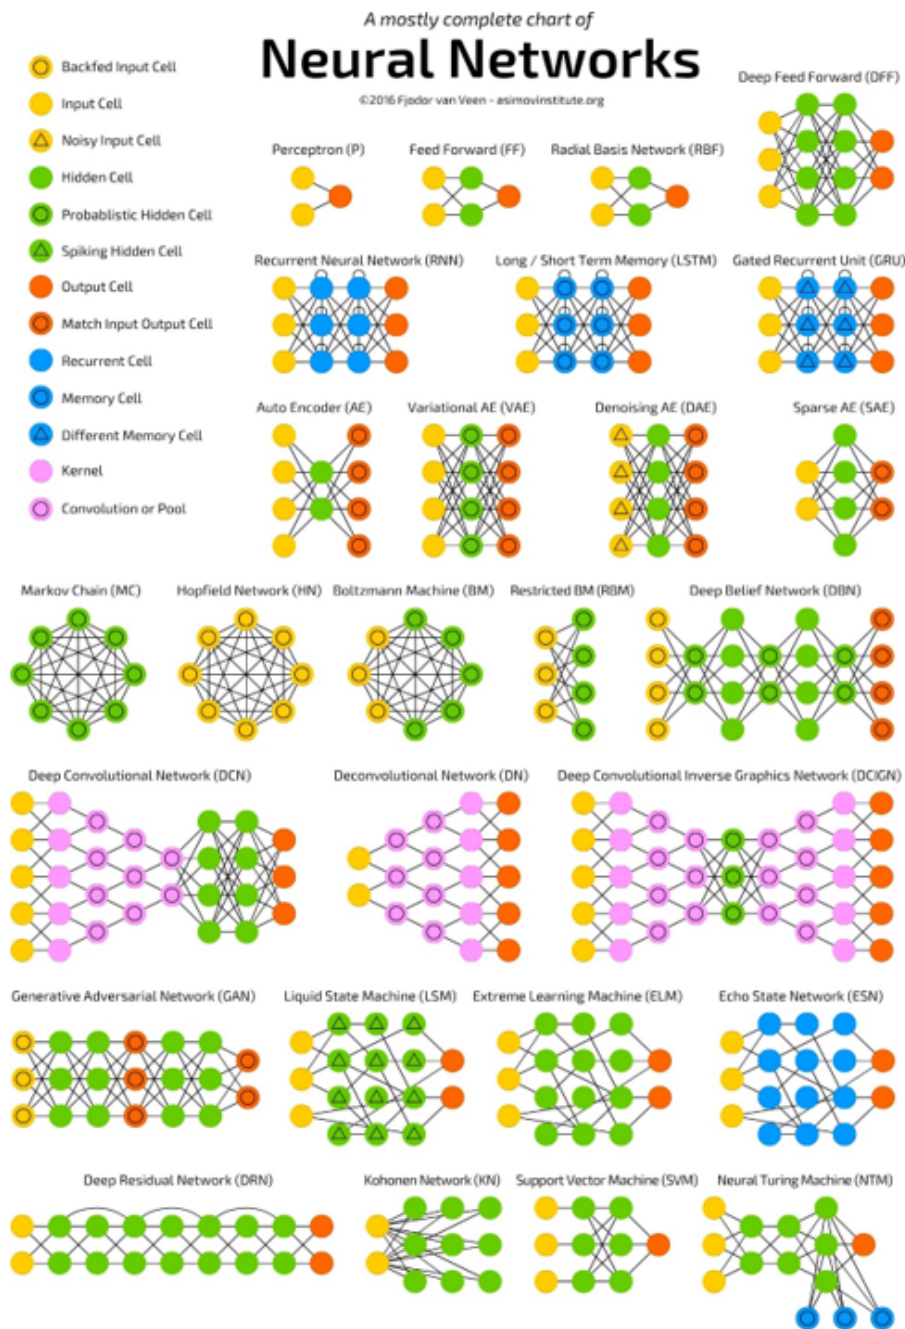 A mostly complete chart of
Neural Networks
©2016 Fjodor van Veen - asimovinstitute.org
Backfed Input Cell
Input Cell
Noisy Input Cell
Hidden Cell
Probablistic Hidden Cell
Spiking Hidden Cell
Output Cell
Match Input Output Cell
Recurrent Cell
Memory Cell
Different Memory Cell
Kernel
Convolution or Pool
Deep Feed Forward (DFF)
Perceptron (P)
Feed Forward (FF)
Radial Basis Network (RBF)
Recurrent Neural Network (RNN)
Long / Short Term Memory (LSTM)
Gated Recurrent Unit (GRU)
Auto Encoder (AE)
Variational AE (VAE)
Denoising AE (DAE)
Sparse AE (SAE)
Markov Chain (MC)
Hopfield Network (HN)
Boltzmann Machine (BM)
Restricted BM (RBM)
Deep Belief Network (DBN)
Deep Convolutional Network (DCN)
Deconvolutional Network (DN)
Deep Convolutional Inverse Graphics Network (DCIGN)
Generative Adversarial Network (GAN)
Liquid State Machine (LSM)
Extreme Learning Machine (ELM)
Echo State Network (ESN)
Deep Residual Network (DRN)
Kohonen Network (KN)
Support Vector Machine (SVM)
Neural Turing Machine (NTM)